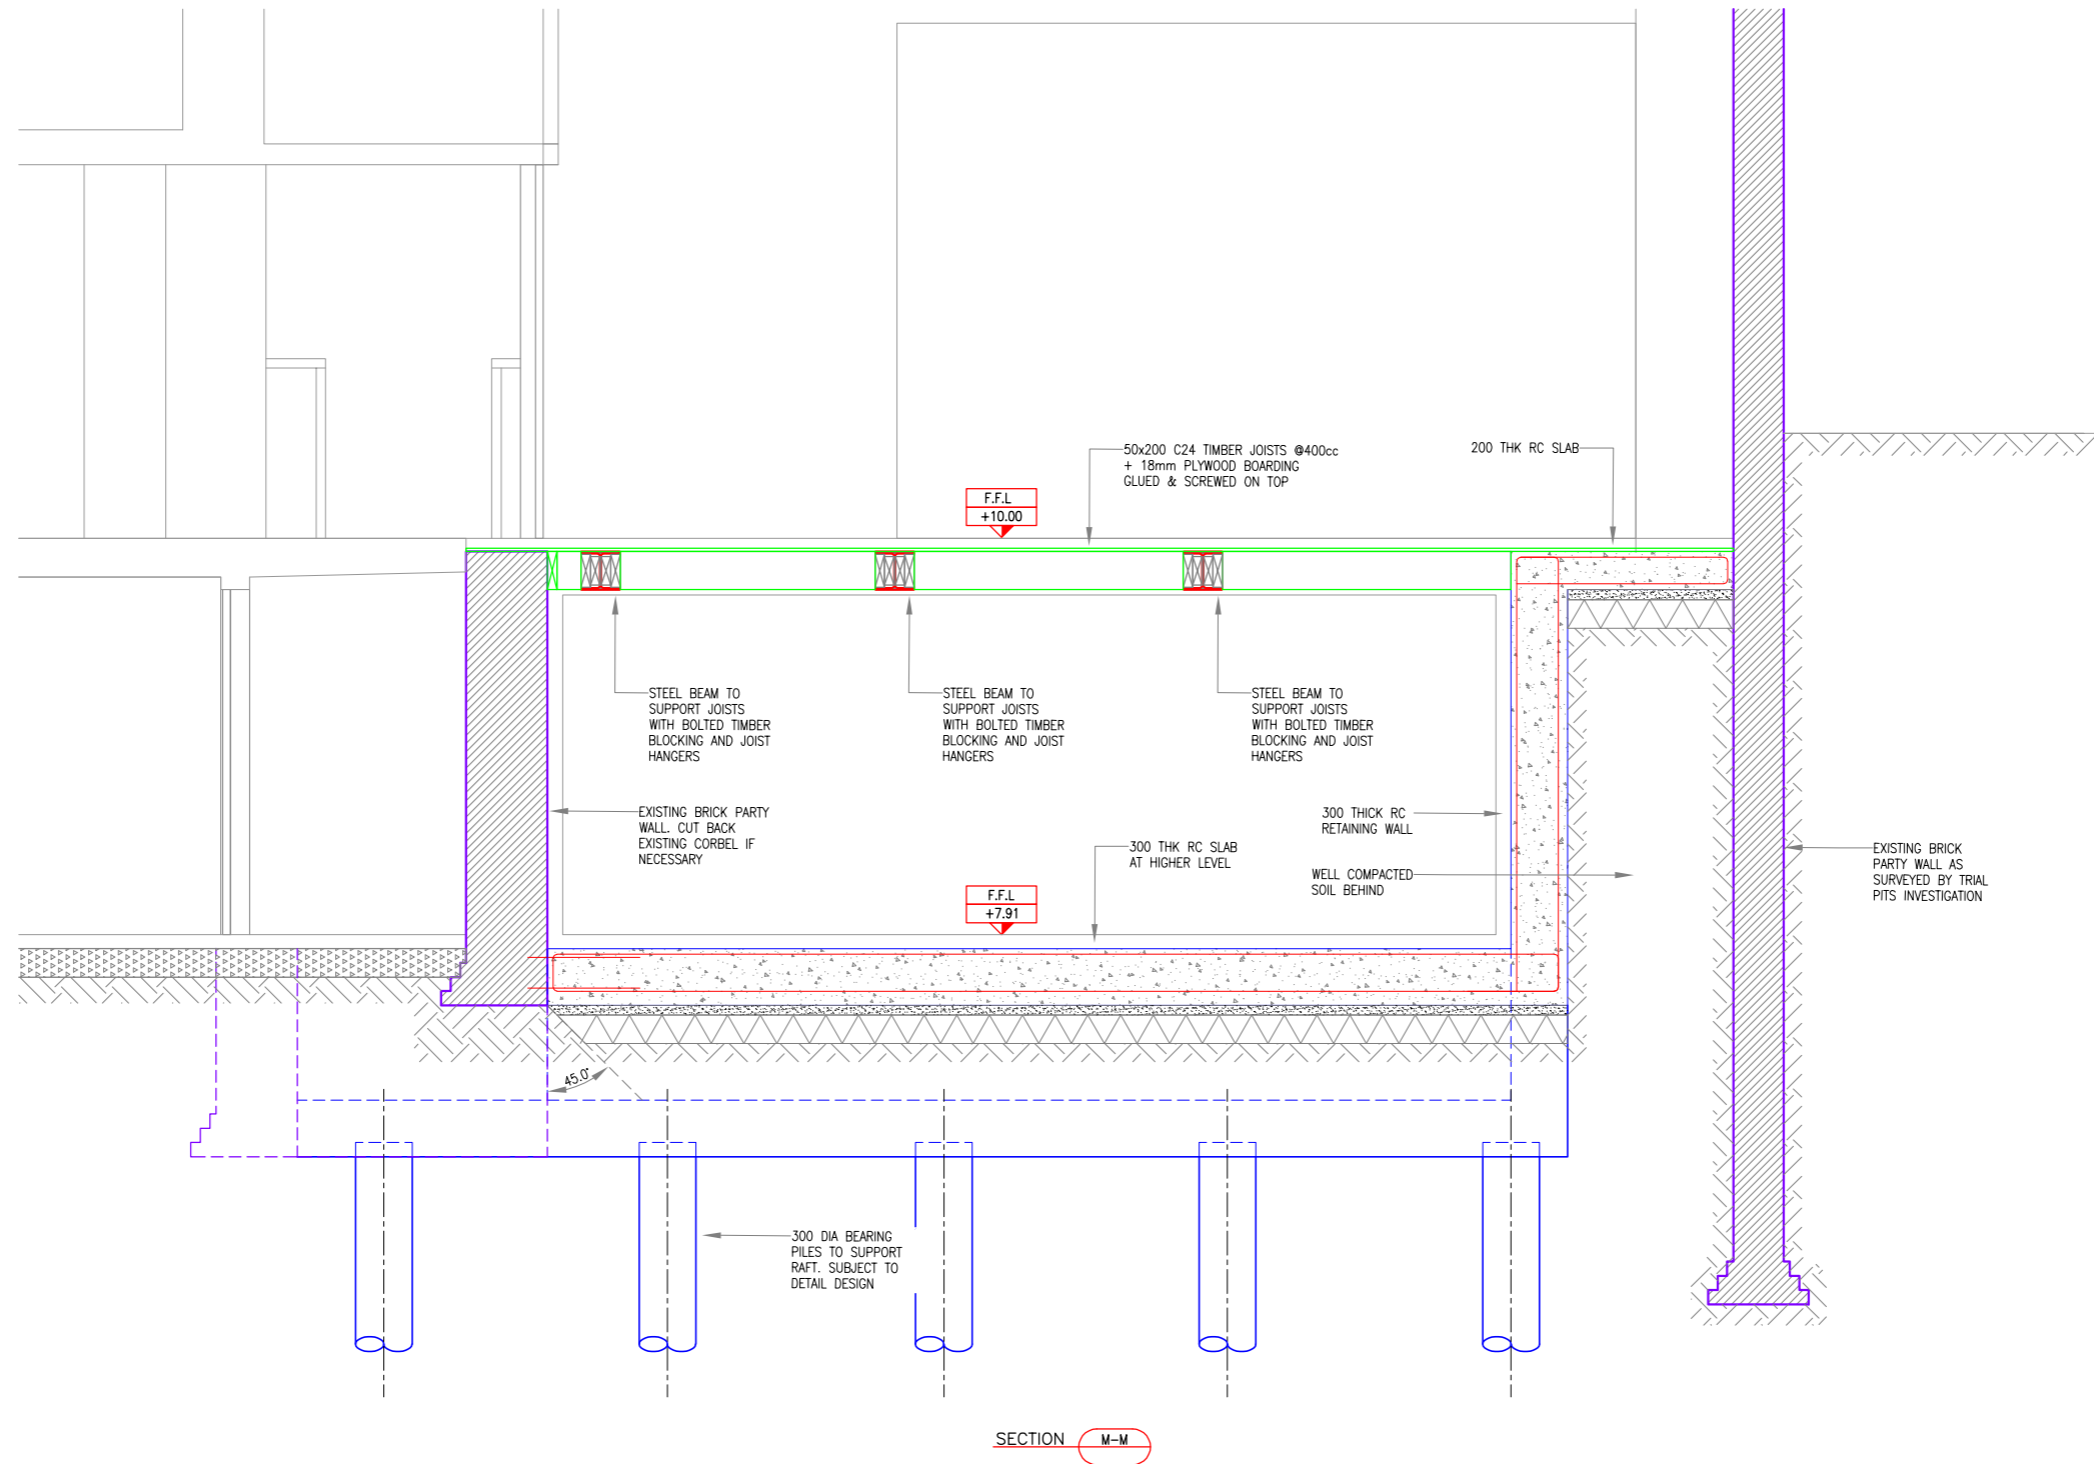 50x200 C24 TIMBER JOISTS @400cc
+ 18mm PLYWOOD BOARDING
GLUED & SCREWED ON TOP
200 THK RC SLAB
F.F.L
+10.00
STEEL BEAM TO
SUPPORT JOISTS
WITH BOLTED TIMBER
BLOCKING AND JOIST
HANGERS
STEEL BEAM TO
SUPPORT JOISTS
WITH BOLTED TIMBER
BLOCKING AND JOIST
HANGERS
STEEL BEAM TO
SUPPORT JOISTS
WITH BOLTED TIMBER
BLOCKING AND JOIST
HANGERS
EXISTING BRICK PARTY
WALL. CUT BACK
EXISTING CORBEL IF
NECESSARY
300 THICK RC
RETAINING WALL
300 THK RC SLAB
AT HIGHER LEVEL
WELL COMPACTED
SOIL BEHIND
EXISTING BRICK
PARTY WALL AS
SURVEYED BY TRIAL
PITS INVESTIGATION
F.F.L
+7.91
45.0°
300 DIA BEARING
PILES TO SUPPORT
RAFT. SUBJECT TO
DETAIL DESIGN
SECTION M-M